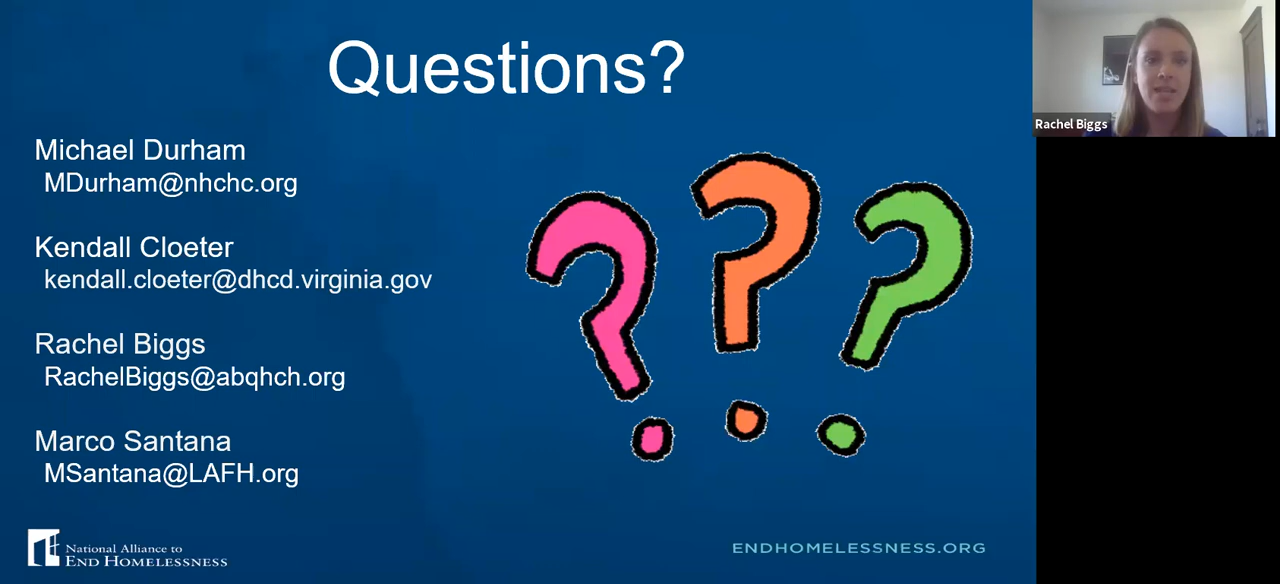 Questions?
Michael Durham
MDurham@nhchc.org
Kendall Cloeter
kendall.cloeter@dhcd.virginia.gov
Rachel Biggs
RachelBiggs@abqhch.org
Marco Santana
MSantana@LAFH.org
National Alliance to
END HOMELESSNESS
ENDHOMELESSNESS.ORG
Rachel Biggs